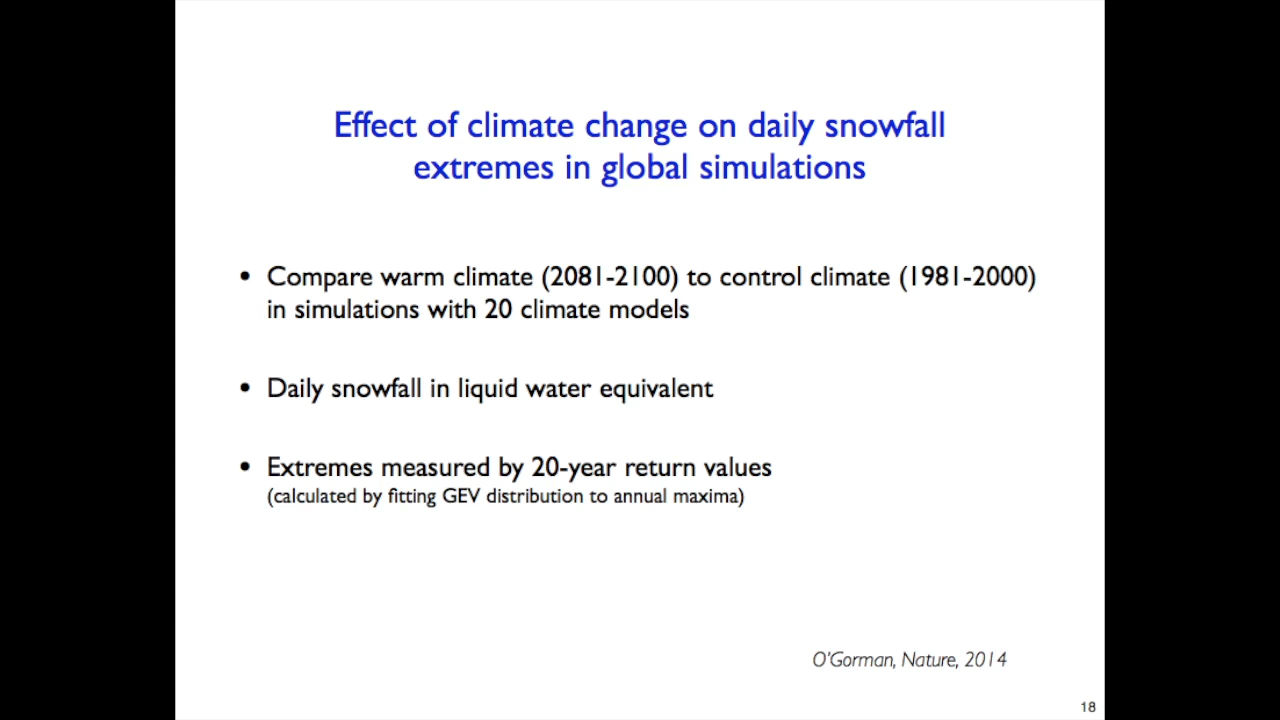 Effect of climate change on daily snowfall
extremes in global simulations
• Compare warm climate (2081-2100) to control climate (1981-2000)
in simulations with 20 climate models
• Daily snowfall in liquid water equivalent
• Extremes measured by 20-year return values
(calculated by fitting GEV distribution to annual maxima)
O'Gorman, Nature, 2014
18